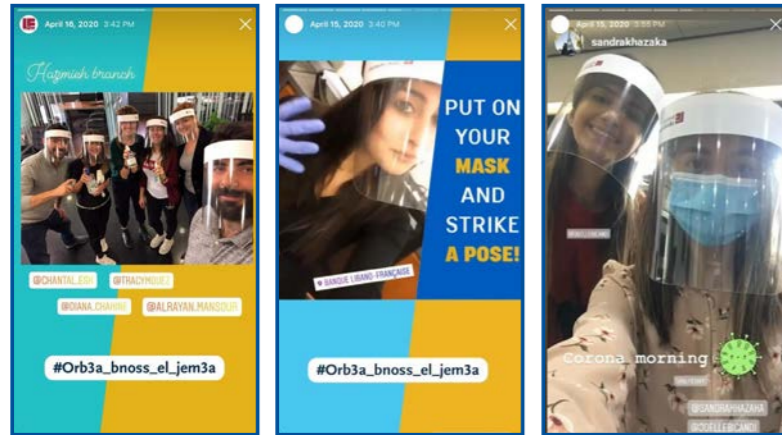 April 16, 2020 3:42 PM
Hazmieh branch
@CHANTAL.EGH
@TRACYMOUEZ
@DIANA.CHAHINE
@ALRAYAN.MANSOUR
#Orb3a_bnoss_el_jem3a
April 15, 2020 3:40 PM
PUT ON
YOUR
MASK
AND
STRIKE
A POSE!
BANQUE LIBANO-FRANÇAISE
#Orb3a_bnoss_el_jem3a
April 15, 2020 3:55 PM
sandrakhazaka
Corona morning
@SANDRAKHAZAKA